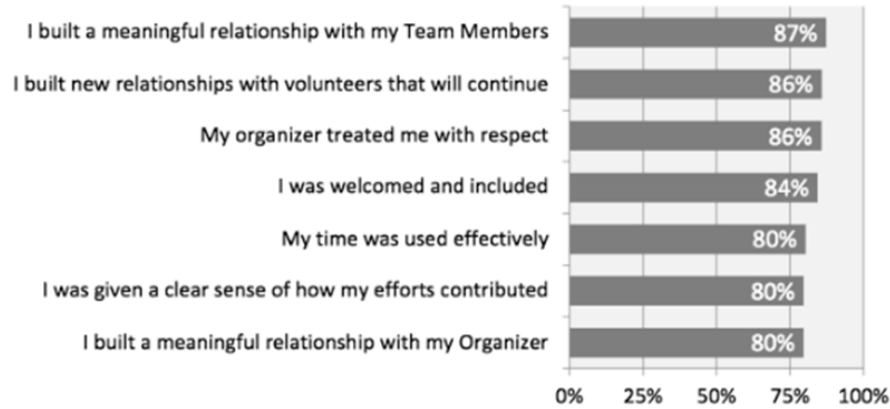 I built a meaningful relationship with my Team Members 87%
I built new relationships with volunteers that will continue 86%
My organizer treated me with respect 86%
I was welcomed and included 84%
My time was used effectively 80%
I was given a clear sense of how my efforts contributed 80%
I built a meaningful relationship with my Organizer 80%
0% 25% 50% 75% 100%